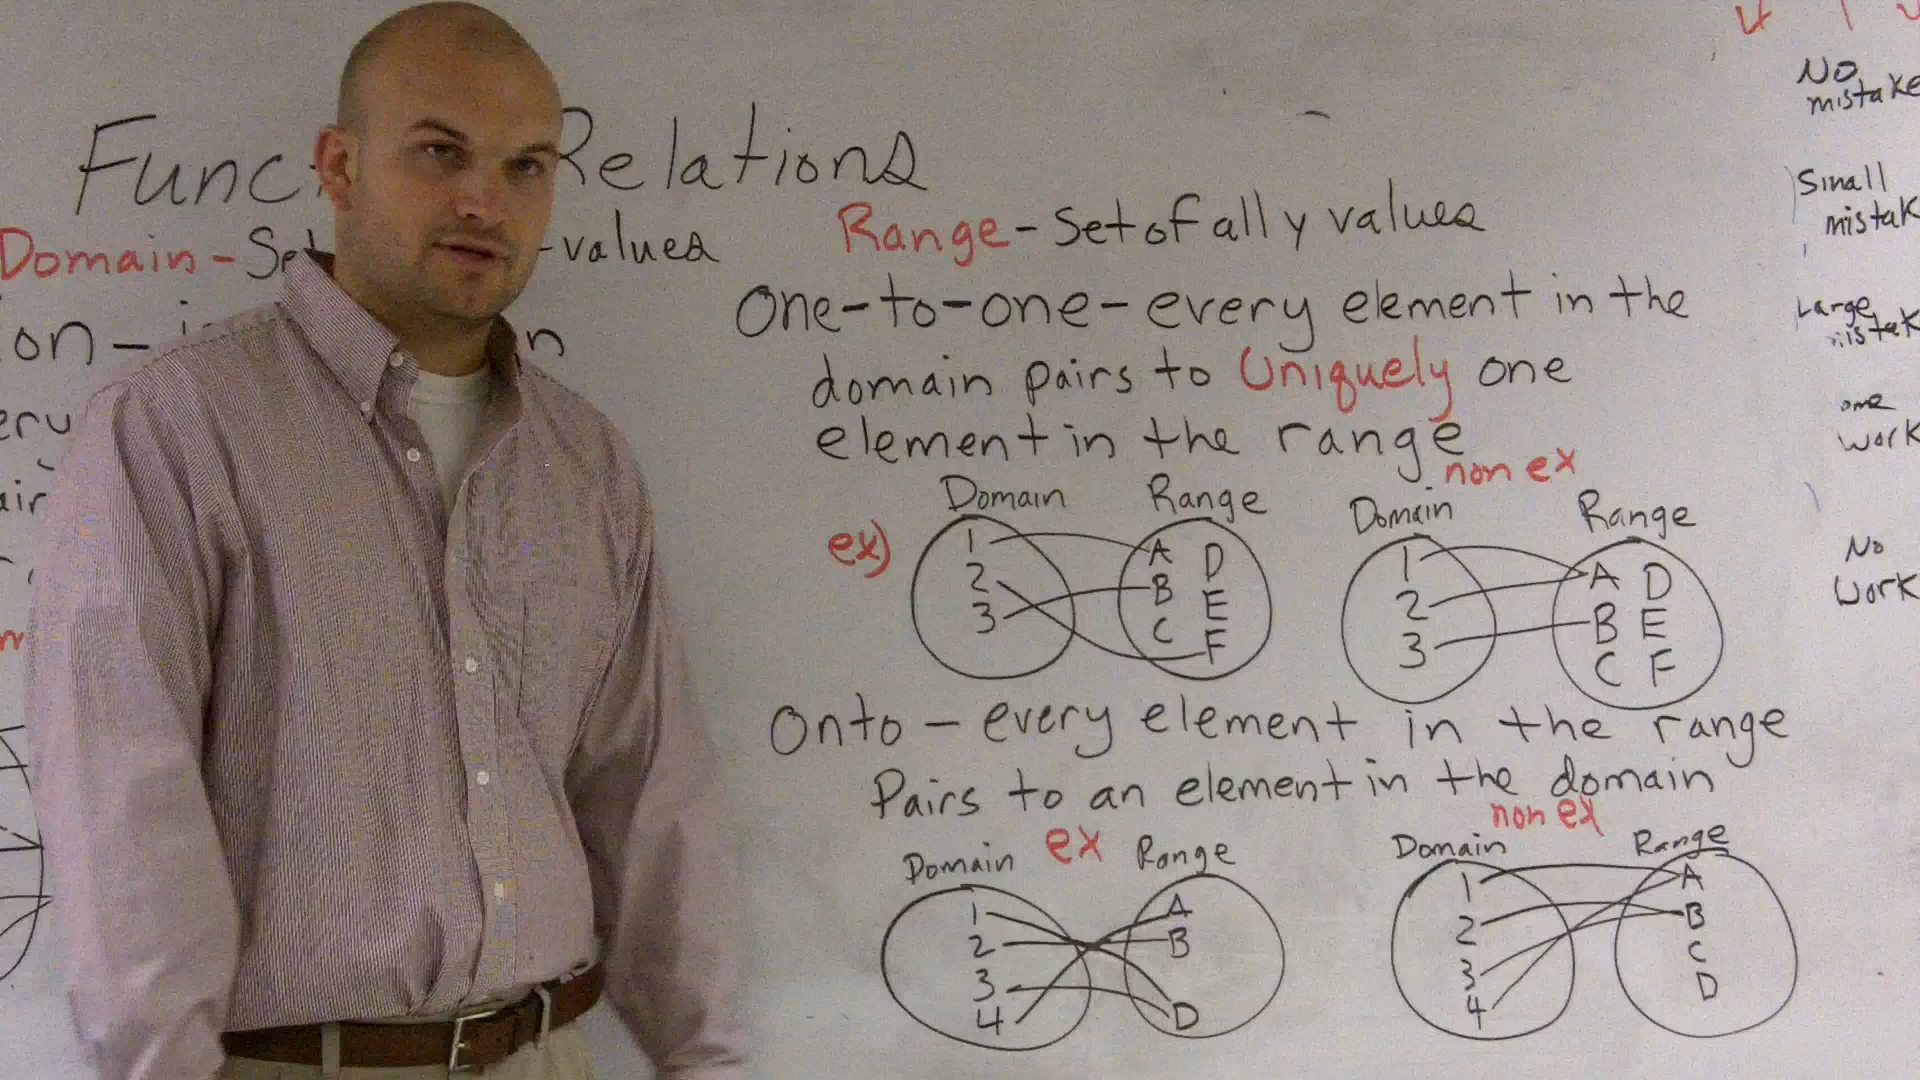 Func Relations
Domain - Set -values
Range - Set of all y values
on -
n
ery
air
One-to-one - every element in the
domain pairs to Uniquely one
element in the range
non ex
ex)
Domain Range
1 A D
2 B E
3 C F
Domain Range
1 A D
2 B E
3 C F
Onto - every element in the range
Pairs to an element in the domain
ex
non ex
Domain Range
1 A
2 B
3
4 D
Domain Range
1 A
2 B
3 C
4 D
No
mistake
Small
mistak
Large
mistak
work
No
work